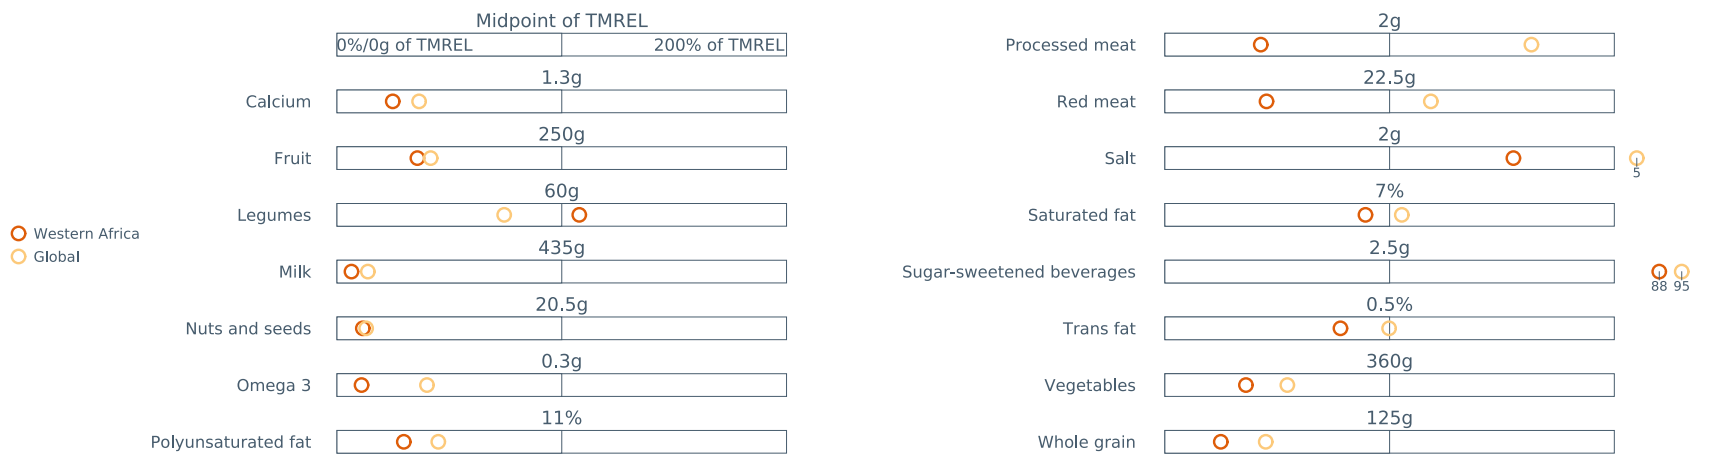 Midpoint of TMREL
0%/0g of TMREL 200% of TMREL
1.3g
Calcium
250g
Fruit
60g
Legumes
435g
Milk
20.5g
Nuts and seeds
0.3g
Omega 3
11%
Polyunsaturated fat
2g
Processed meat
22.5g
Red meat
2g
Salt
5
7%
Saturated fat
2.5g
Sugar-sweetened beverages
88 95
0.5%
Trans fat
360g
Vegetables
125g
Whole grain
Western Africa
Global